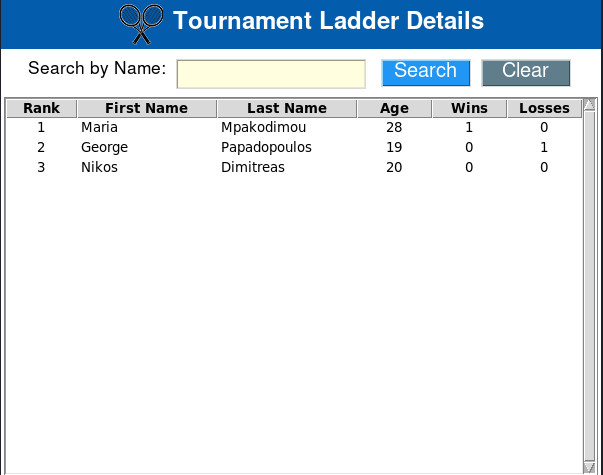 Tournament Ladder Details
Search by Name: Search Clear
Rank First Name Last Name Age Wins Losses
1 Maria Mpakodimou 28 1 0
2 George Papadopoulos 19 0 1
3 Nikos Dimitreas 20 0 0